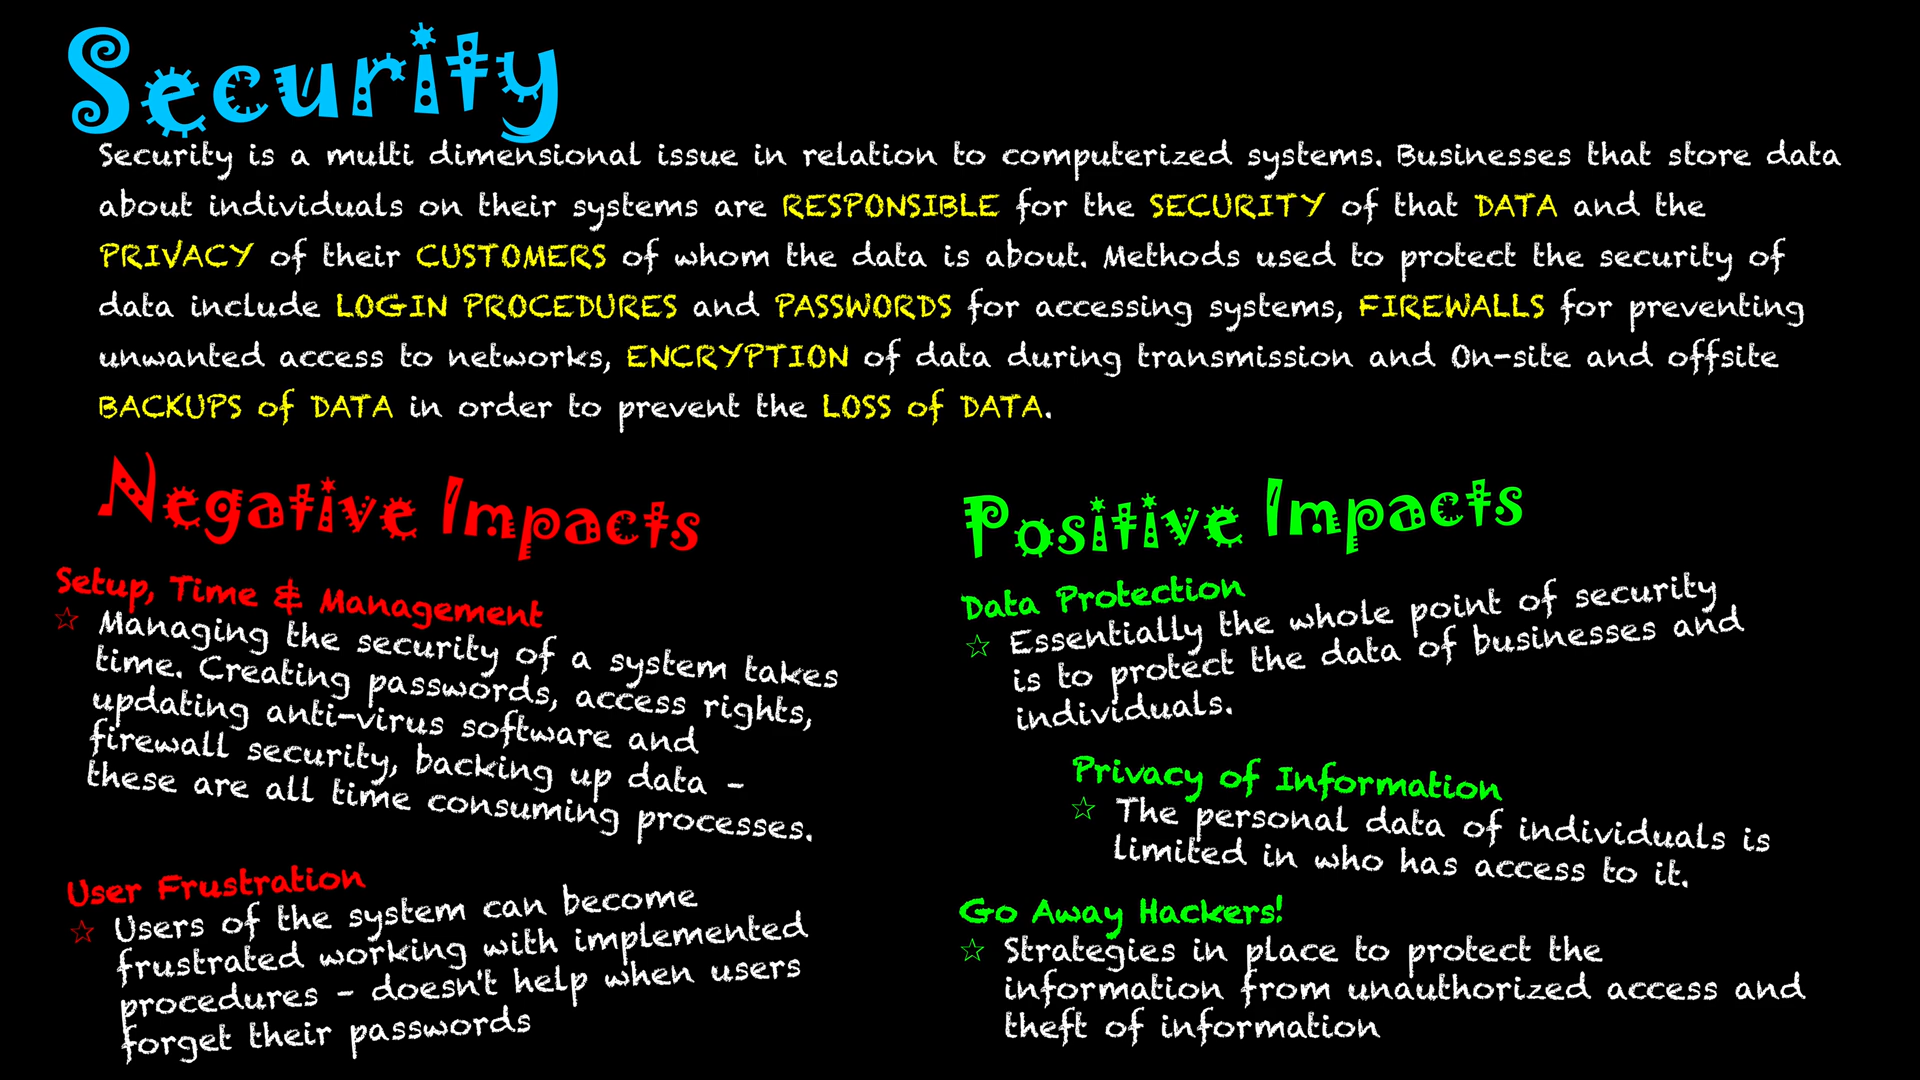 Security
Security is a multi dimensional issue in relation to computerized systems. Businesses that store data
about individuals on their systems are RESPONSIBLE for the SECURITY of that DATA and the
PRIVACY of their CUSTOMERS of whom the data is about. Methods used to protect the security of
data include LOGIN PROCEDURES and PASSWORDS for accessing systems, FIREWALLS for preventing
unwanted access to networks, ENCRYPTION of data during transmission and On-site and offsite
BACKUPS of DATA in order to prevent the LOSS of DATA.
Negative Impacts
Setup, Time & Management
☆ Managing the security of a system takes
time. Creating passwords, access rights,
updating anti-virus software and
firewall security, backing up data -
these are all time consuming processes.
User Frustration
☆ Users of the system can become
frustrated working with implemented
procedures - doesn't help when users
forget their passwords
Positive Impacts
Data Protection
☆ Essentially the whole point of security
is to protect the data of businesses and
individuals.
Privacy of Information
☆ The personal data of individuals is
limited in who has access to it.
Go Away Hackers!
☆ Strategies in place to protect the
information from unauthorized access and
theft of information